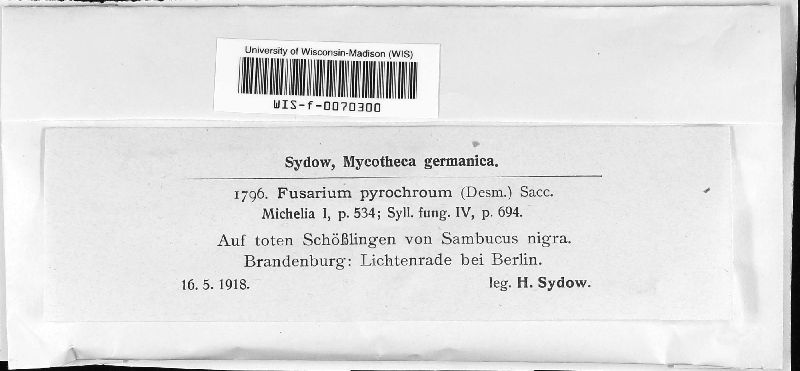 University of Wisconsin-Madison (WIS)
WIS-f-0070300
Sydow, Mycotheca germanica.
1796. Fusarium pyrochroum (Desm.) Sacc.
Michelia I, p. 534; Syll. fung. IV, p. 694.
Auf toten Schößlingen von Sambucus nigra.
Brandenburg: Lichtenrade bei Berlin.
16. 5. 1918. leg. H. Sydow.